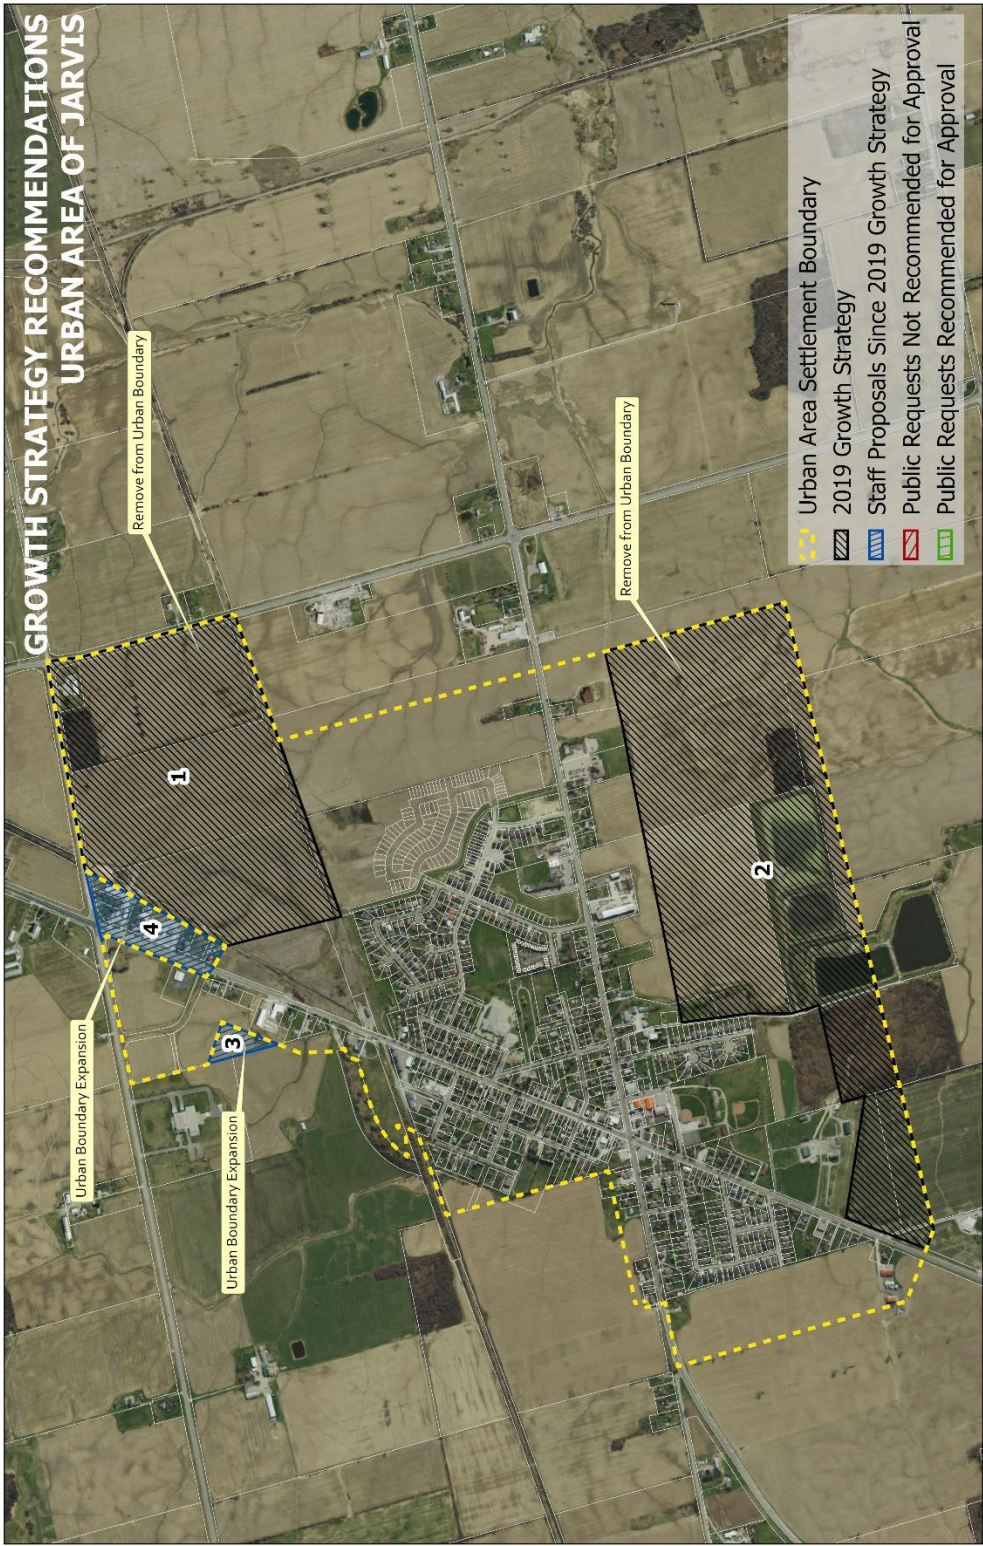 GROWTH STRATEGY RECOMMENDATIONS
URBAN AREA OF JARVIS
Remove from Urban Boundary
1
4
Urban Boundary Expansion
3
Urban Boundary Expansion
Remove from Urban Boundary
2
Urban Area Settlement Boundary
2019 Growth Strategy
Staff Proposals Since 2019 Growth Strategy
Public Requests Not Recommended for Approval
Public Requests Recommended for Approval